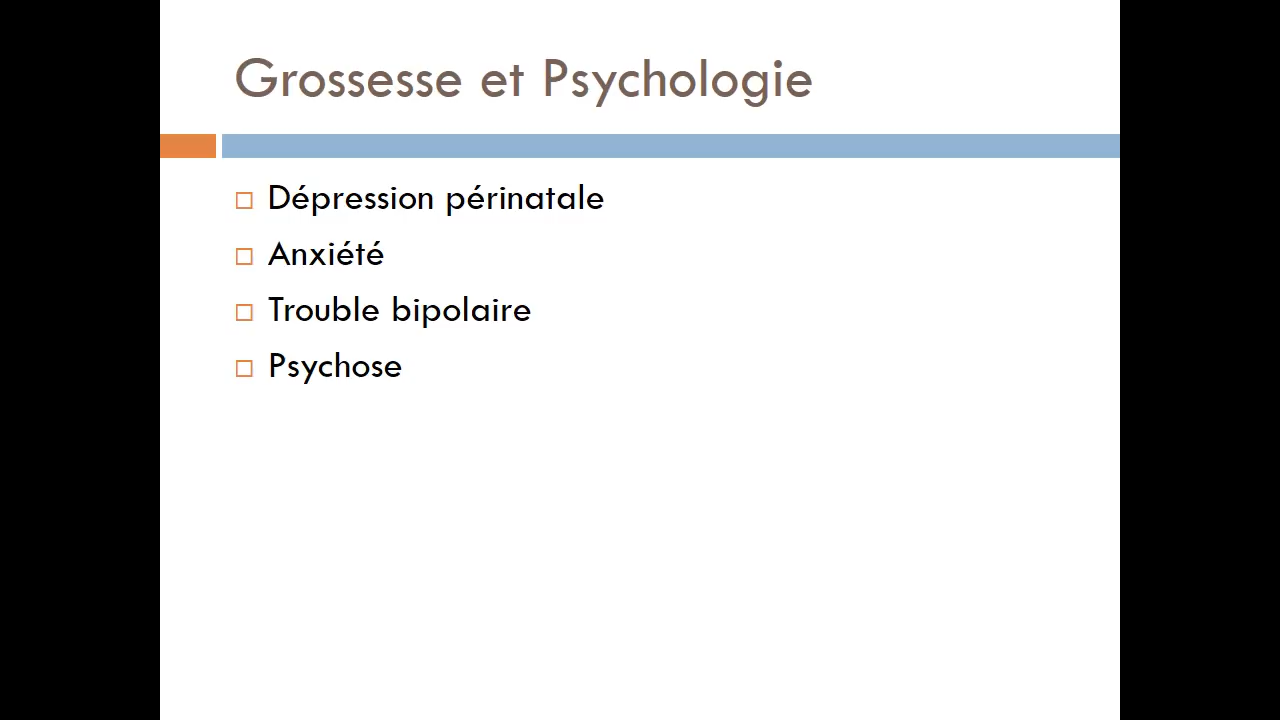 Grossesse et Psychologie
Dépression périnatale
Anxiété
Trouble bipolaire
Psychose